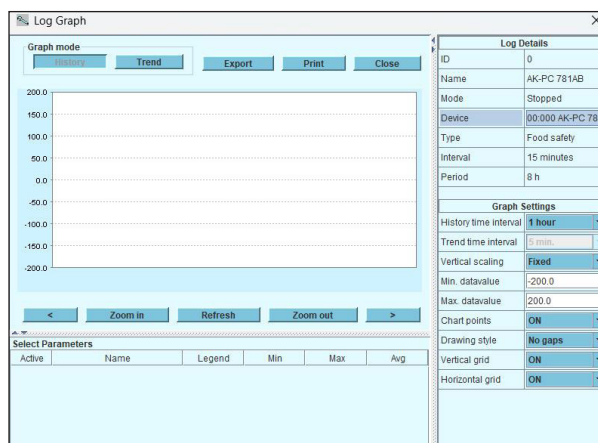 Log Graph
Graph mode
History Trend Export Print Close
200.0
150.0
100.0
50.0
0.0
-50.0
-100.0
-150.0
-200.0
< Zoom in Refresh Zoom out >
Select Parameters
Active Name Legend Min Max Avg
Log Details
ID 0
Name AK-PC 781AB
Mode Stopped
Device 00:000 AK-PC 78
Type Food safety
Interval 15 minutes
Period 8 h
Graph Settings
History time interval 1 hour
Trend time interval 5 min.
Vertical scaling Fixed
Min. datavalue -200.0
Max. datavalue 200.0
Chart points ON
Drawing style No gaps
Vertical grid ON
Horizontal grid ON